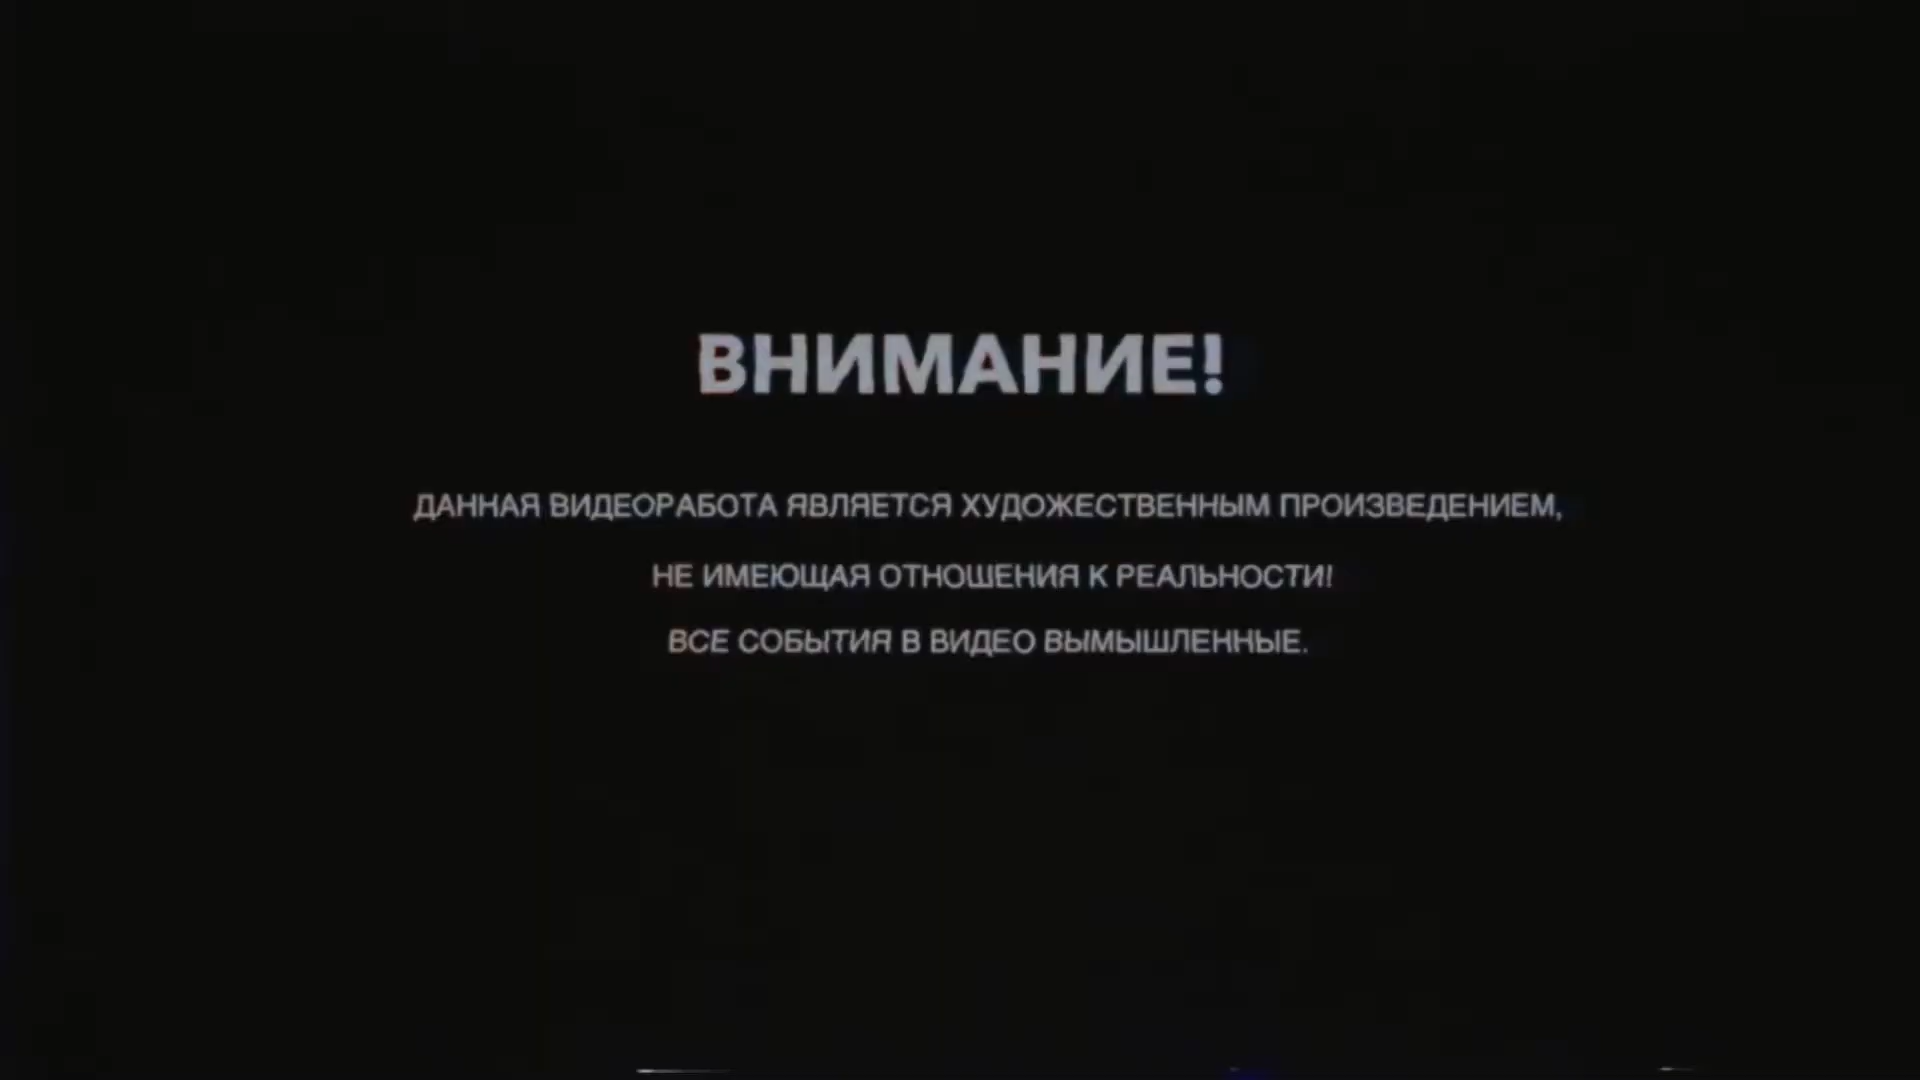 ВНИМАНИЕ!
ДАННАЯ ВИДЕОРАБОТА ЯВЛЯЕТСЯ ХУДОЖЕСТВЕННЫМ ПРОИЗВЕДЕНИЕМ,
НЕ ИМЕЮЩАЯ ОТНОШЕНИЯ К РЕАЛЬНОСТИ!
ВСЕ СОБЫТИЯ В ВИДЕО ВЫМЫШЛЕННЫЕ.